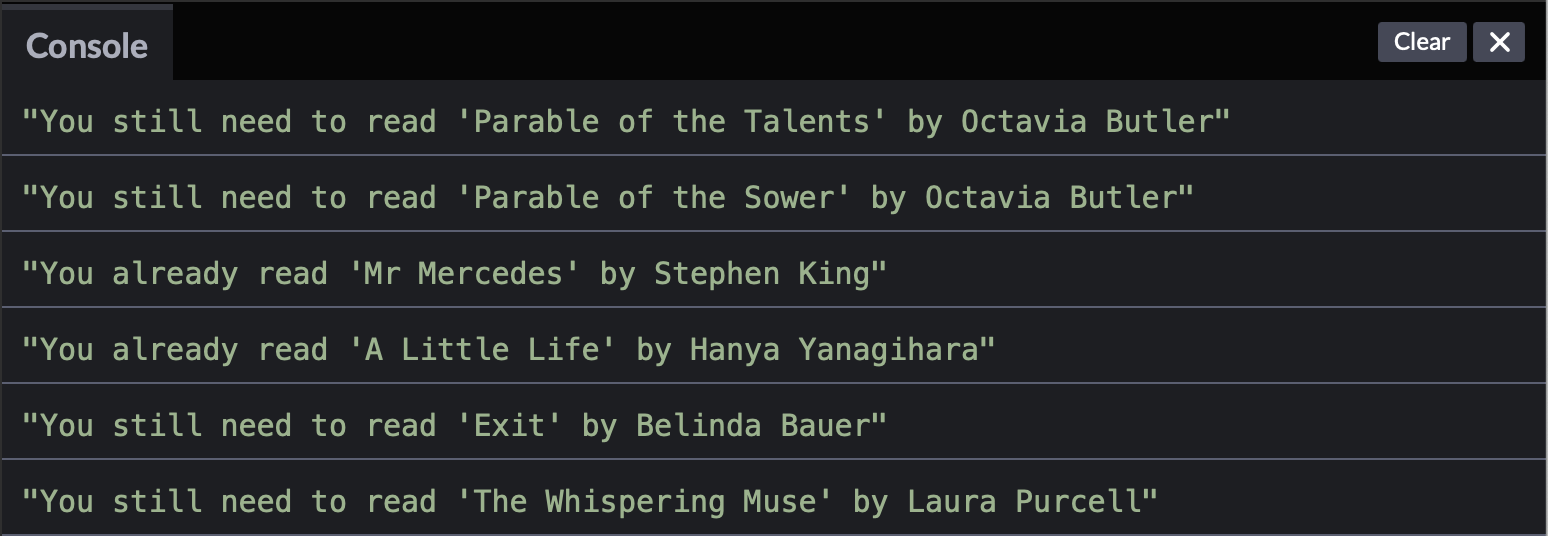 Console
Clear
"You still need to read 'Parable of the Talents' by Octavia Butler"
"You still need to read 'Parable of the Sower' by Octavia Butler"
"You already read 'Mr Mercedes' by Stephen King"
"You already read 'A Little Life' by Hanya Yanagihara"
"You still need to read 'Exit' by Belinda Bauer"
"You still need to read 'The Whispering Muse' by Laura Purcell"